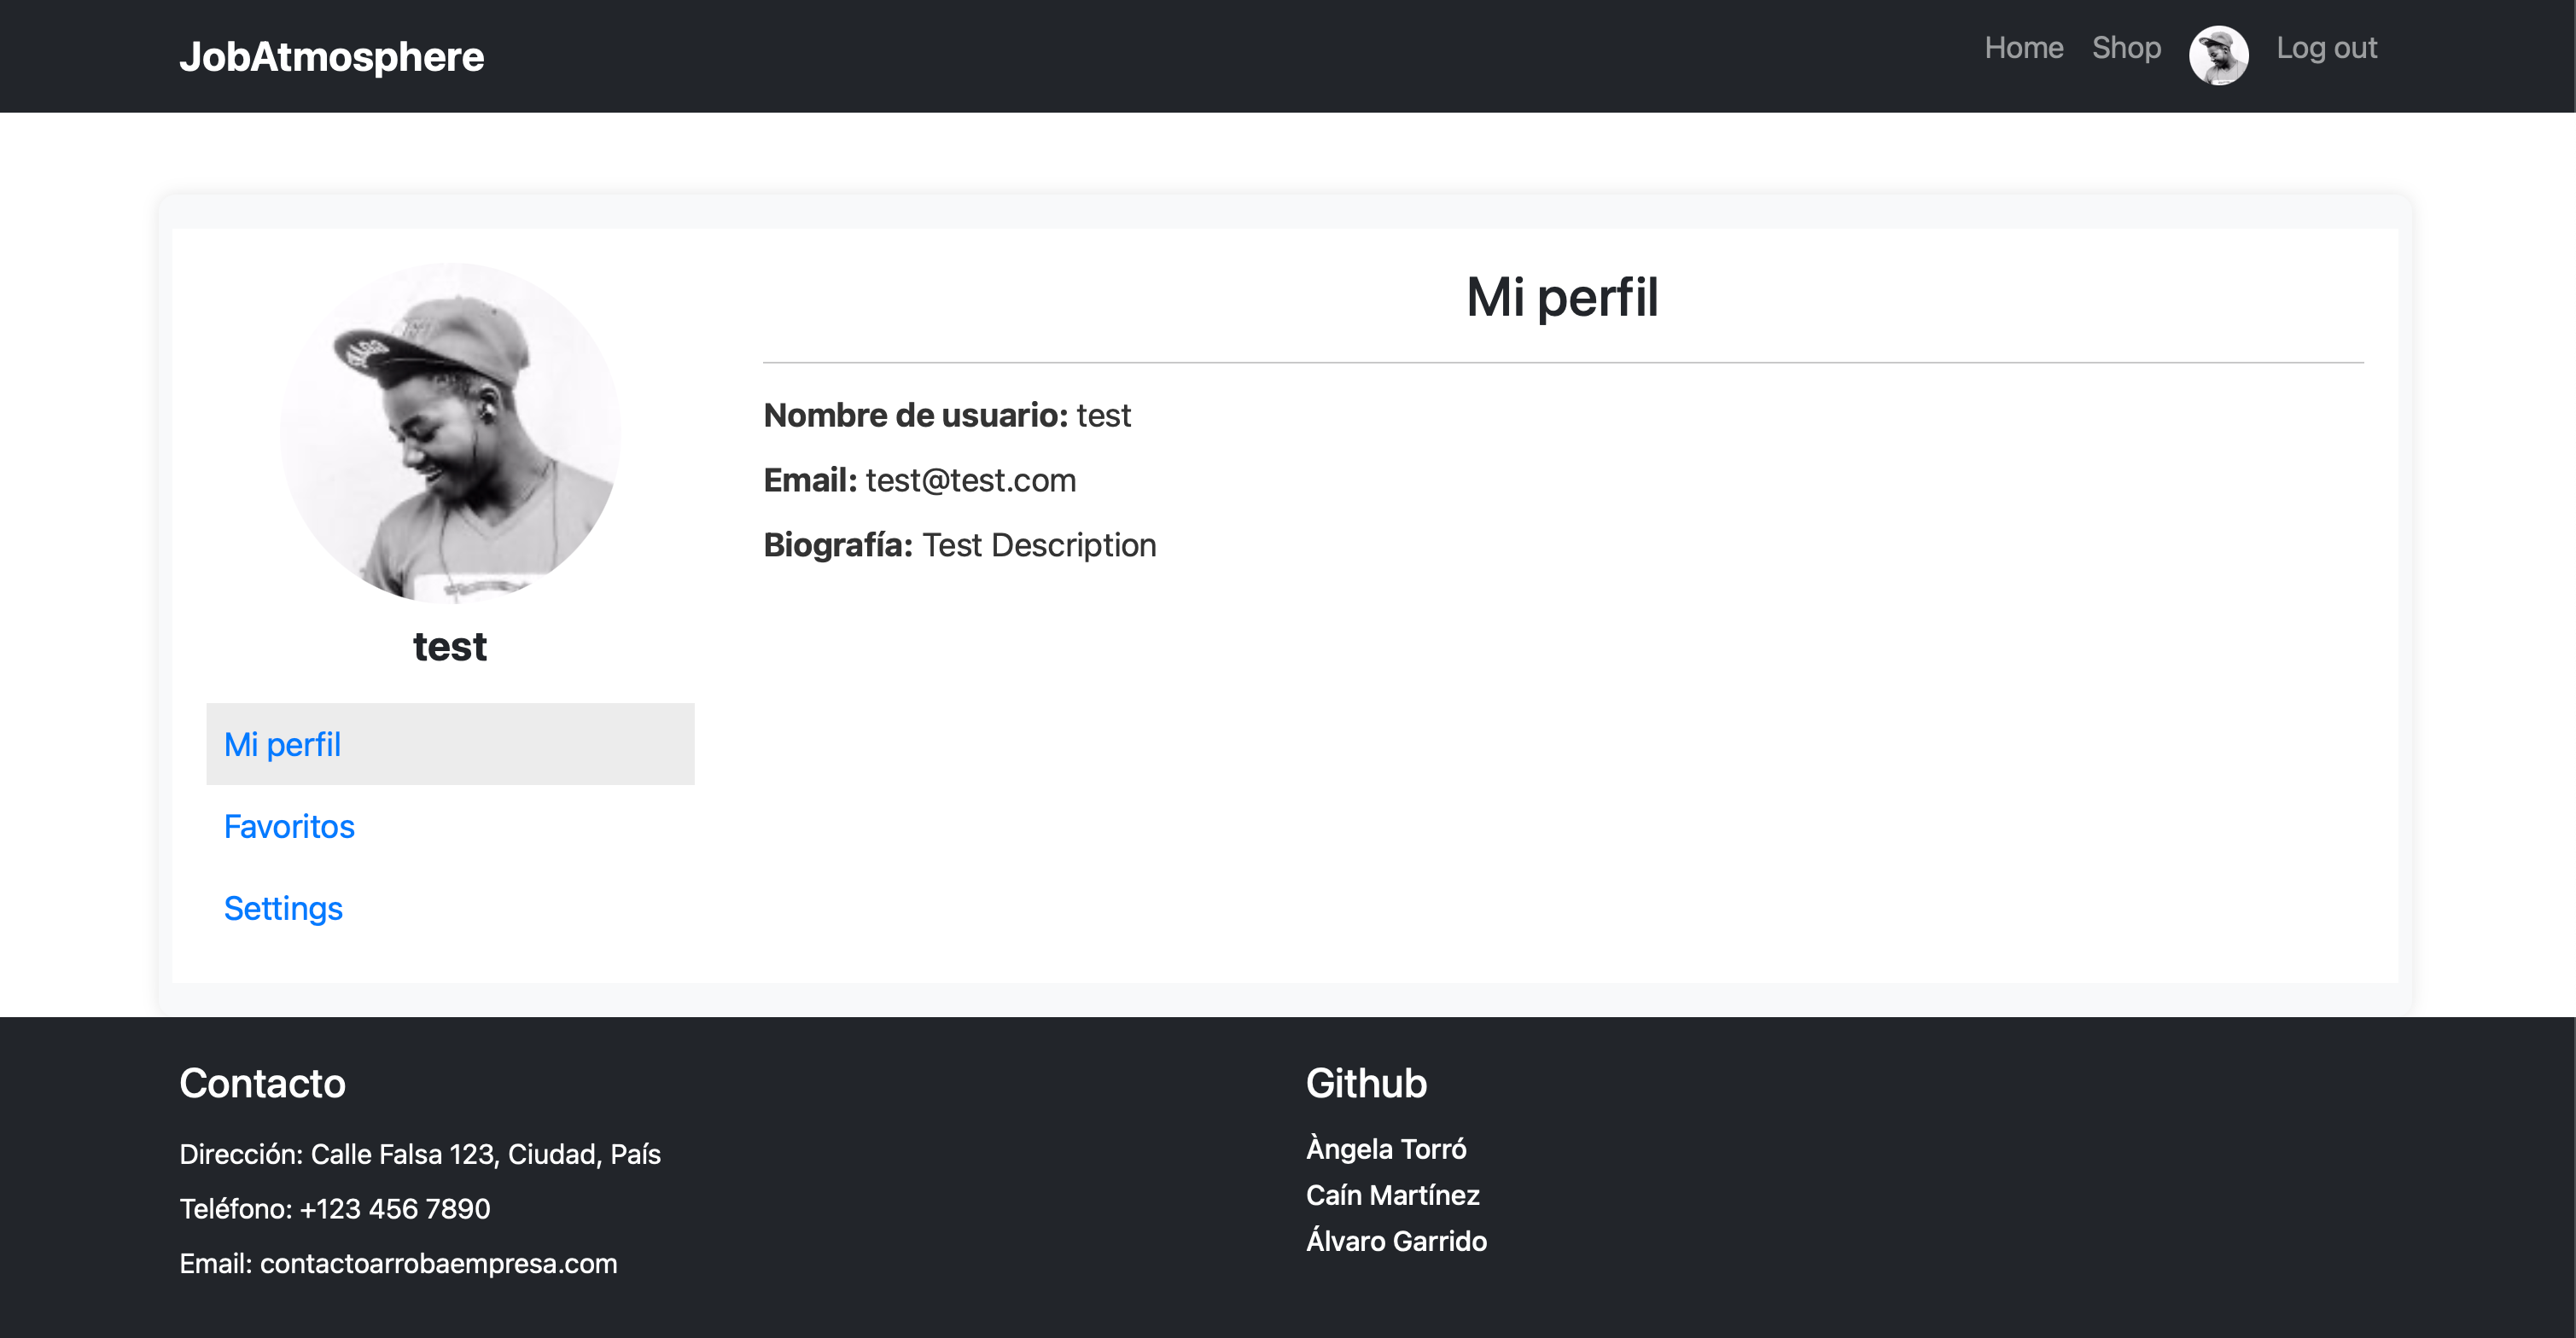 JobAtmosphere
Home Shop Log out
Mi perfil
Nombre de usuario: test
Email: test@test.com
Biografía: Test Description
test
Mi perfil
Favoritos
Settings
Contacto
Dirección: Calle Falsa 123, Ciudad, País
Teléfono: +123 456 7890
Email: contactoarrobaempresa.com
Github
Àngela Torró
Caín Martínez
Álvaro Garrido